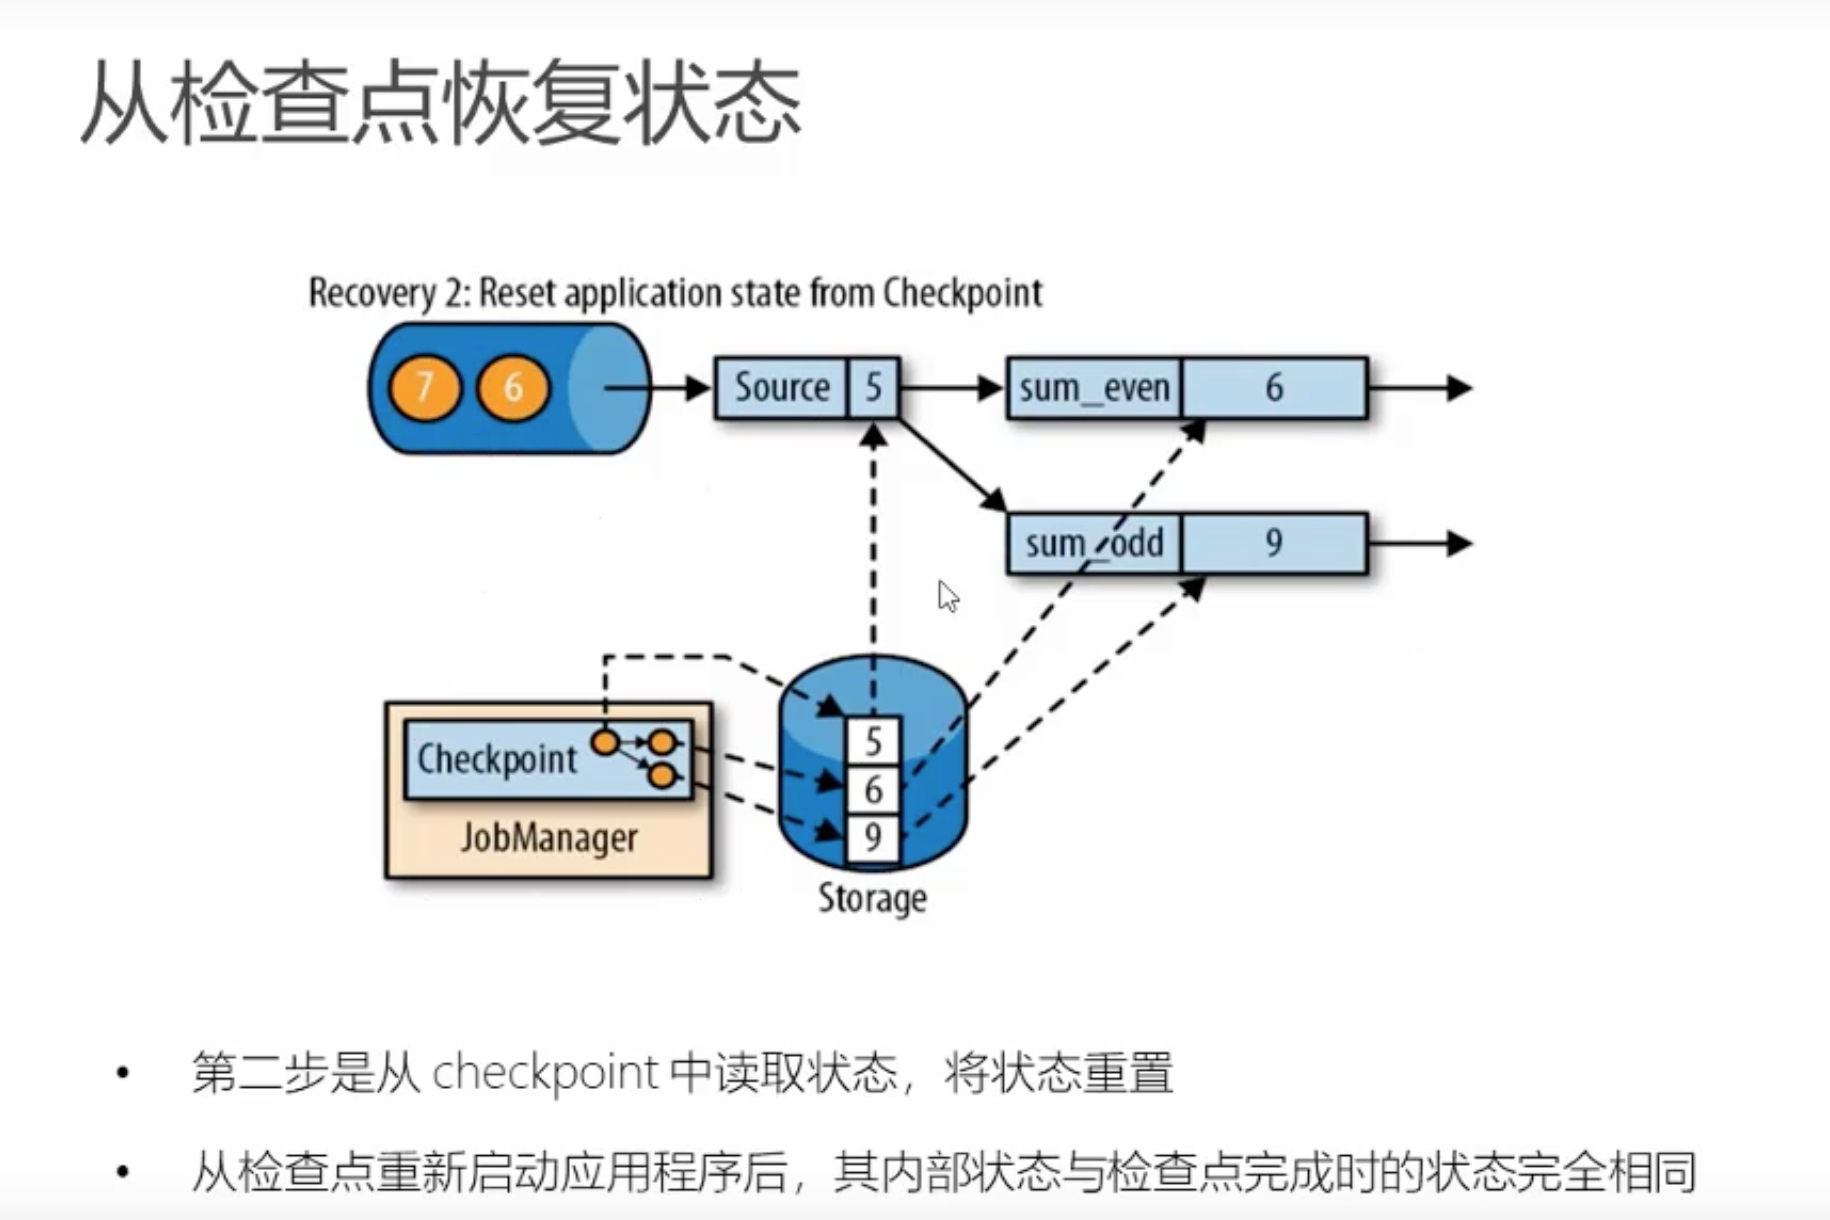 从检查点恢复状态
Recovery 2: Reset application state from Checkpoint
7 6 Source 5 sum_even 6
sum_odd 9
Checkpoint
JobManager
5
6
9
Storage
• 第二步是从 checkpoint 中读取状态，将状态重置
• 从检查点重新启动应用程序后，其内部状态与检查点完成时的状态完全相同